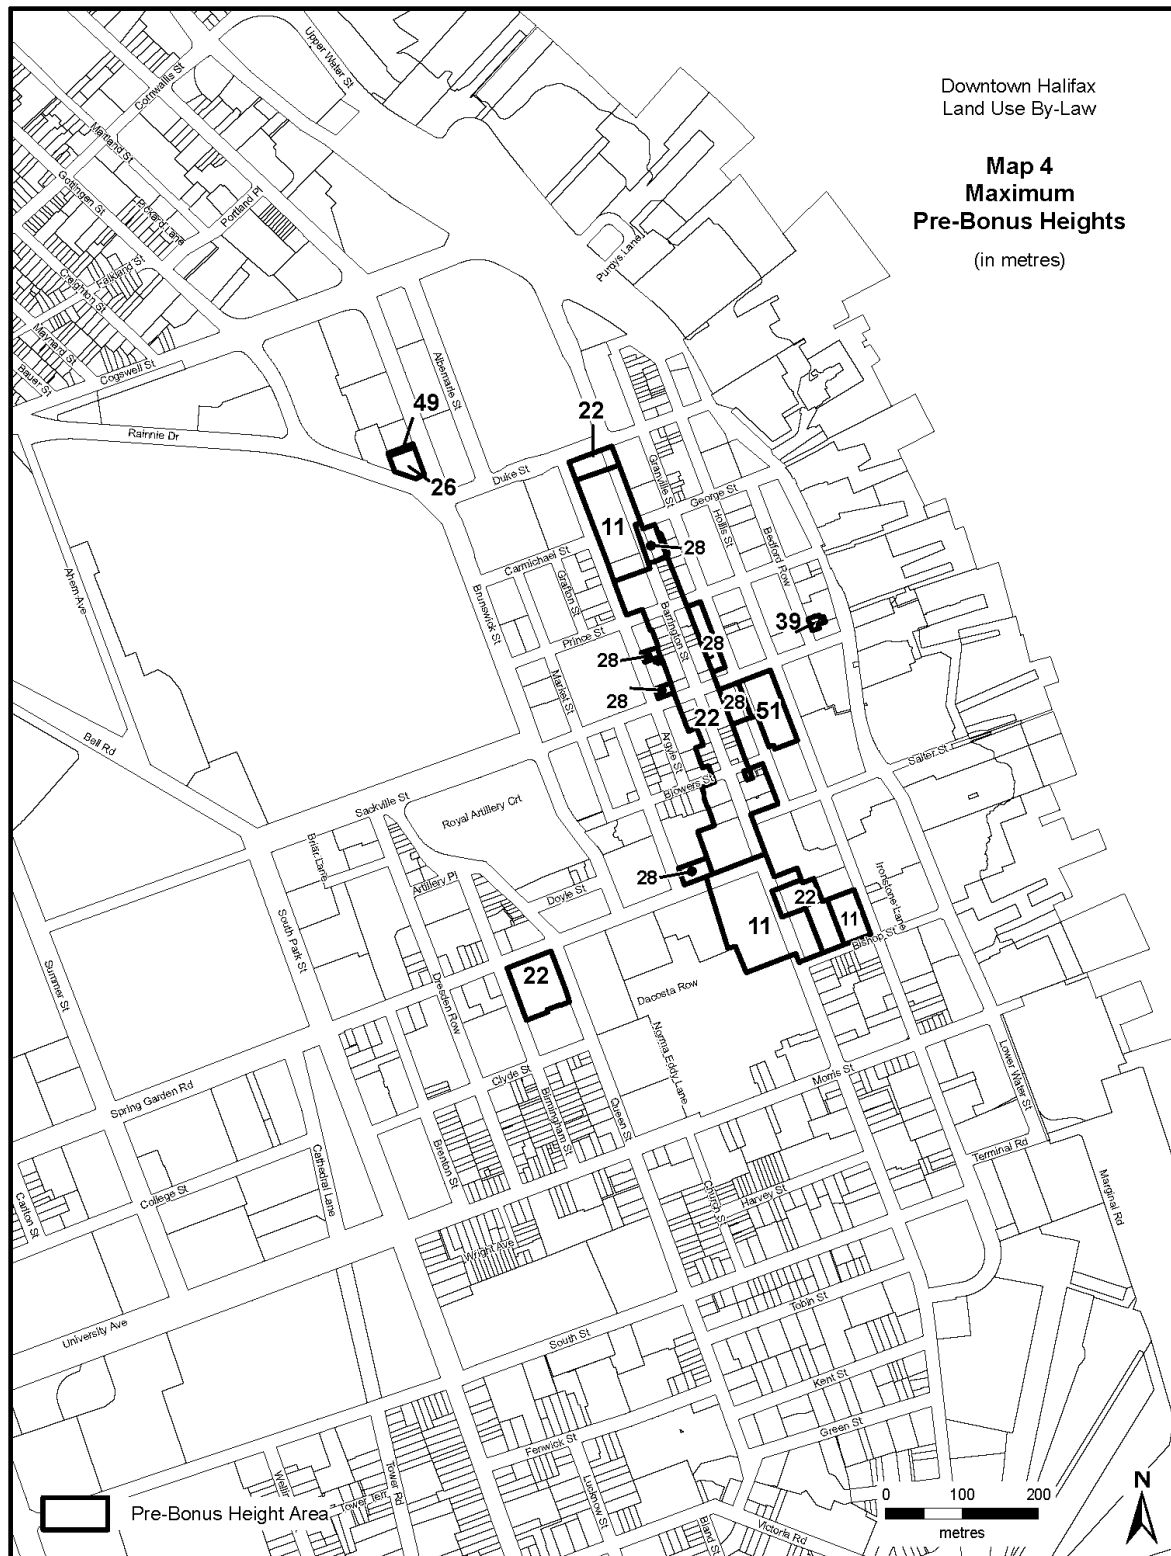 Downtown Halifax
Land Use By-Law
Map 4
Maximum
Pre-Bonus Heights
(in metres)
Upper Water St
Cornwallis St
Maitland St
Gottingen St
Pickard Lane
Portland Pl
Falkland St
Creighton St
Maynard St
Bauer St
Cogswell St
Rainnie Dr
Albemarle St
Purdys Lane
49
26
22
Duke St
Granville St
George St
11
28
Hollis St
Bedford Row
Carmichael St
Grafton St
Brunswick St
Ahern Ave
Prince St
Barrington St
39
28
28
28
Market St
22
28
51
Bell Rd
Argyle St
Salter St
Blowers St
Sackville St
Royal Artillery Crt
Briar Lane
Artillery Pl
Doyle St
28
Ironstone Lane
22
11
11
Bishop St
South Park St
Summer St
Dresden Row
22
Dacosta Row
Norma Eddy Lane
Clyde St
Birmingham St
Queen St
Morris St
Lower Water St
Spring Garden Rd
Brenton St
Cathedral Lane
College St
Carlton St
Terminal Rd
Marginal Rd
Church St
Harvey St
Wright Ave
University Ave
Tobin St
South St
Kent St
Green St
Fenwick St
Lucknow St
Tower Rd
Tower Terr
Bland St
Victoria Rd
Pre-Bonus Height Area
0 100 200
metres
N